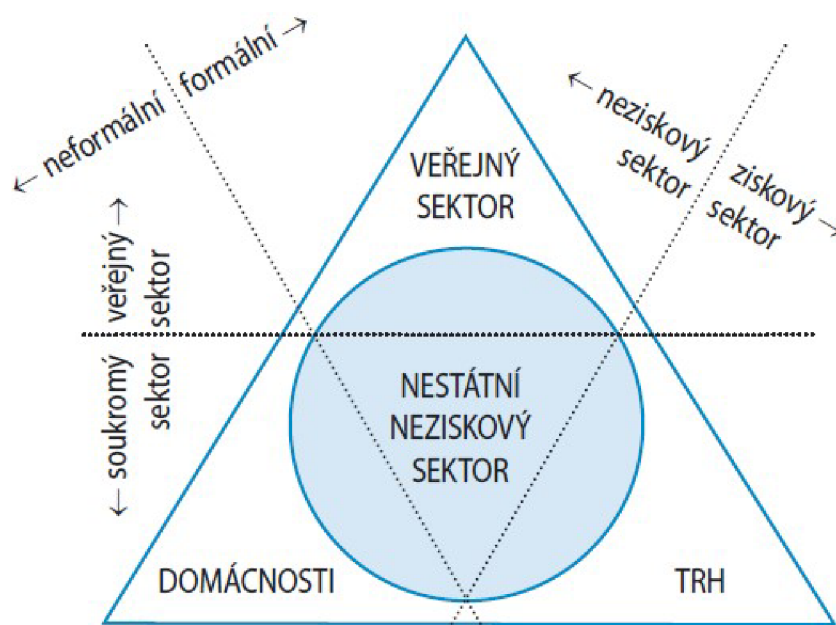 ← neformální formální →
← neziskový
sektor
ziskový
sektor →
VEŘEJNÝ
SEKTOR
veřejný →
sektor
← soukromý
sektor
NESTÁTNÍ
NEZISKOVÝ
SEKTOR
DOMÁCNOSTI
TRH